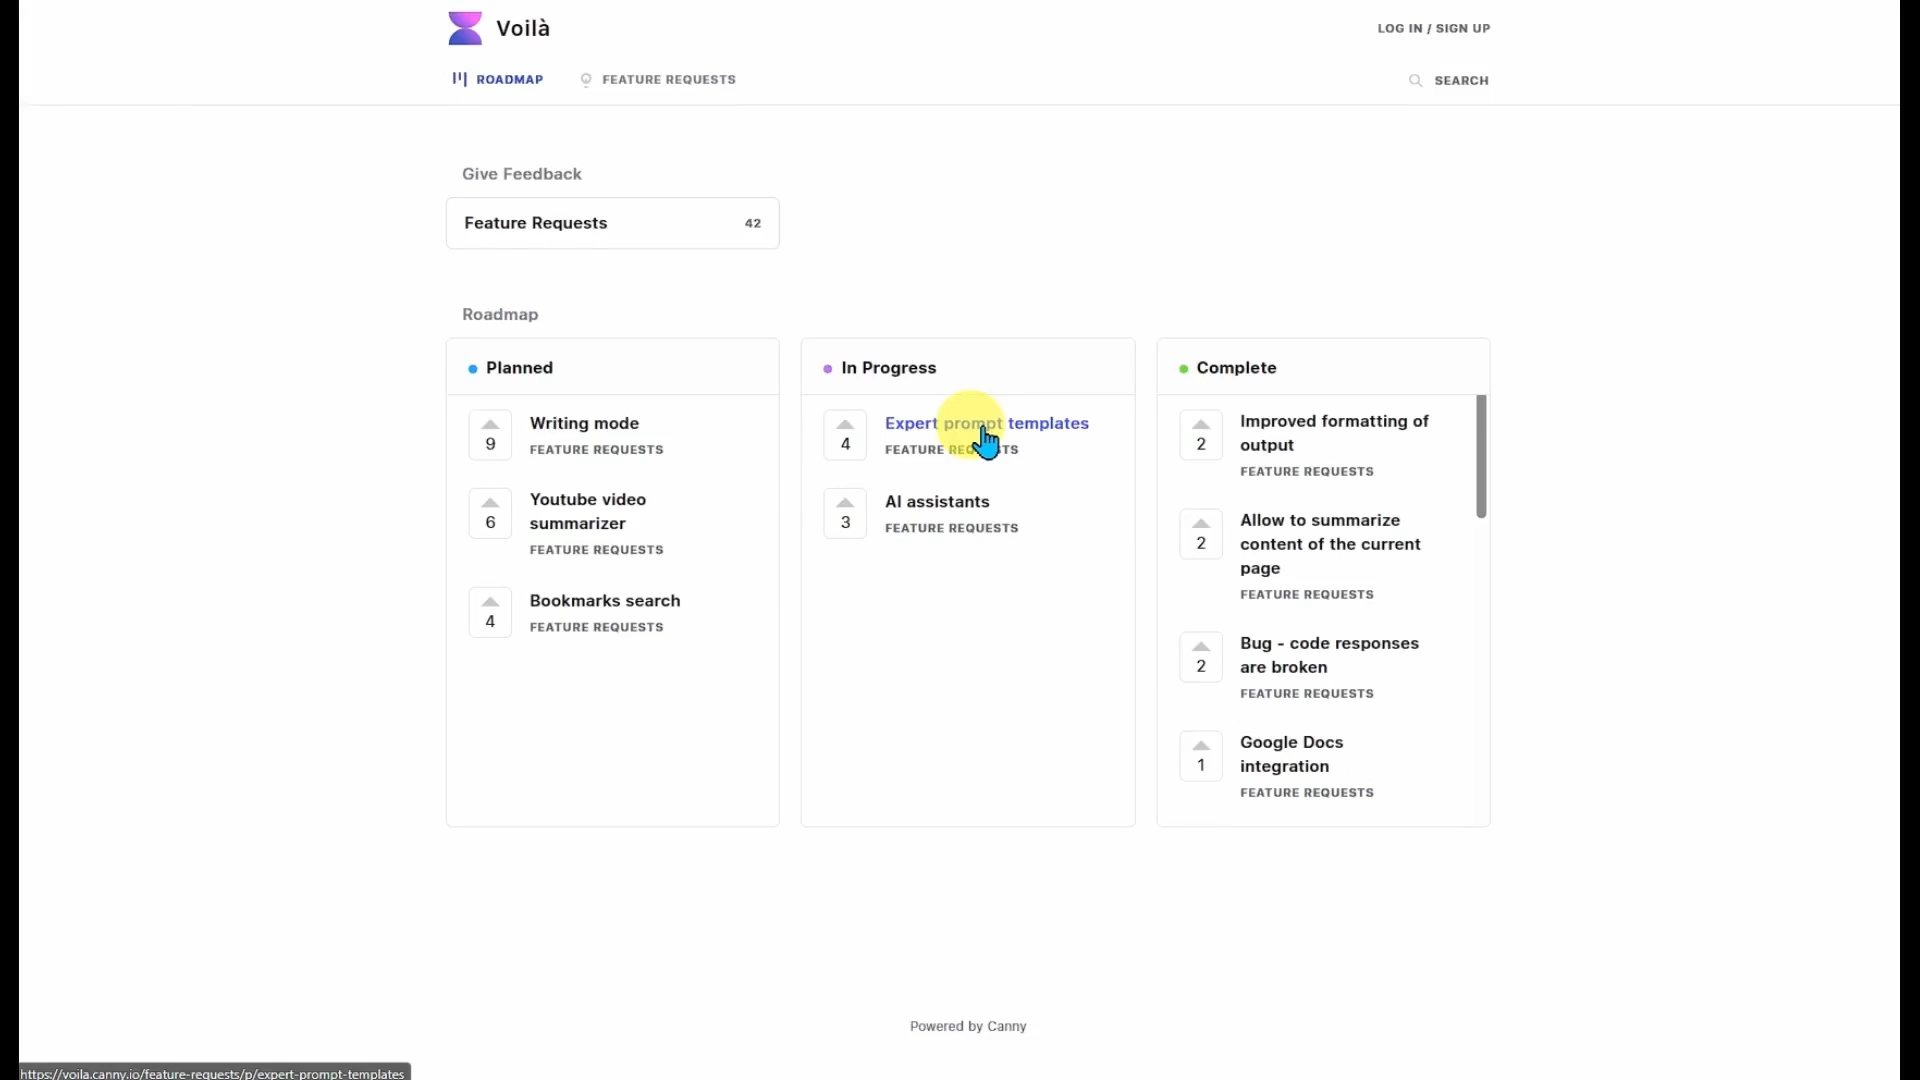 Voilà
LOG IN / SIGN UP
ROADMAP
FEATURE REQUESTS
SEARCH
Give Feedback
Feature Requests 42
Roadmap
Planned
9
Writing mode
FEATURE REQUESTS
6
Youtube video
summarizer
FEATURE REQUESTS
4
Bookmarks search
FEATURE REQUESTS
In Progress
4
Expert prompt templates
FEATURE REQUESTS
3
AI assistants
FEATURE REQUESTS
Complete
2
Improved formatting of
output
FEATURE REQUESTS
2
Allow to summarize
content of the current
page
FEATURE REQUESTS
2
Bug - code responses
are broken
FEATURE REQUESTS
1
Google Docs
integration
FEATURE REQUESTS
Powered by Canny
https://voila.canny.io/feature-requests/p/expert-prompt-templates